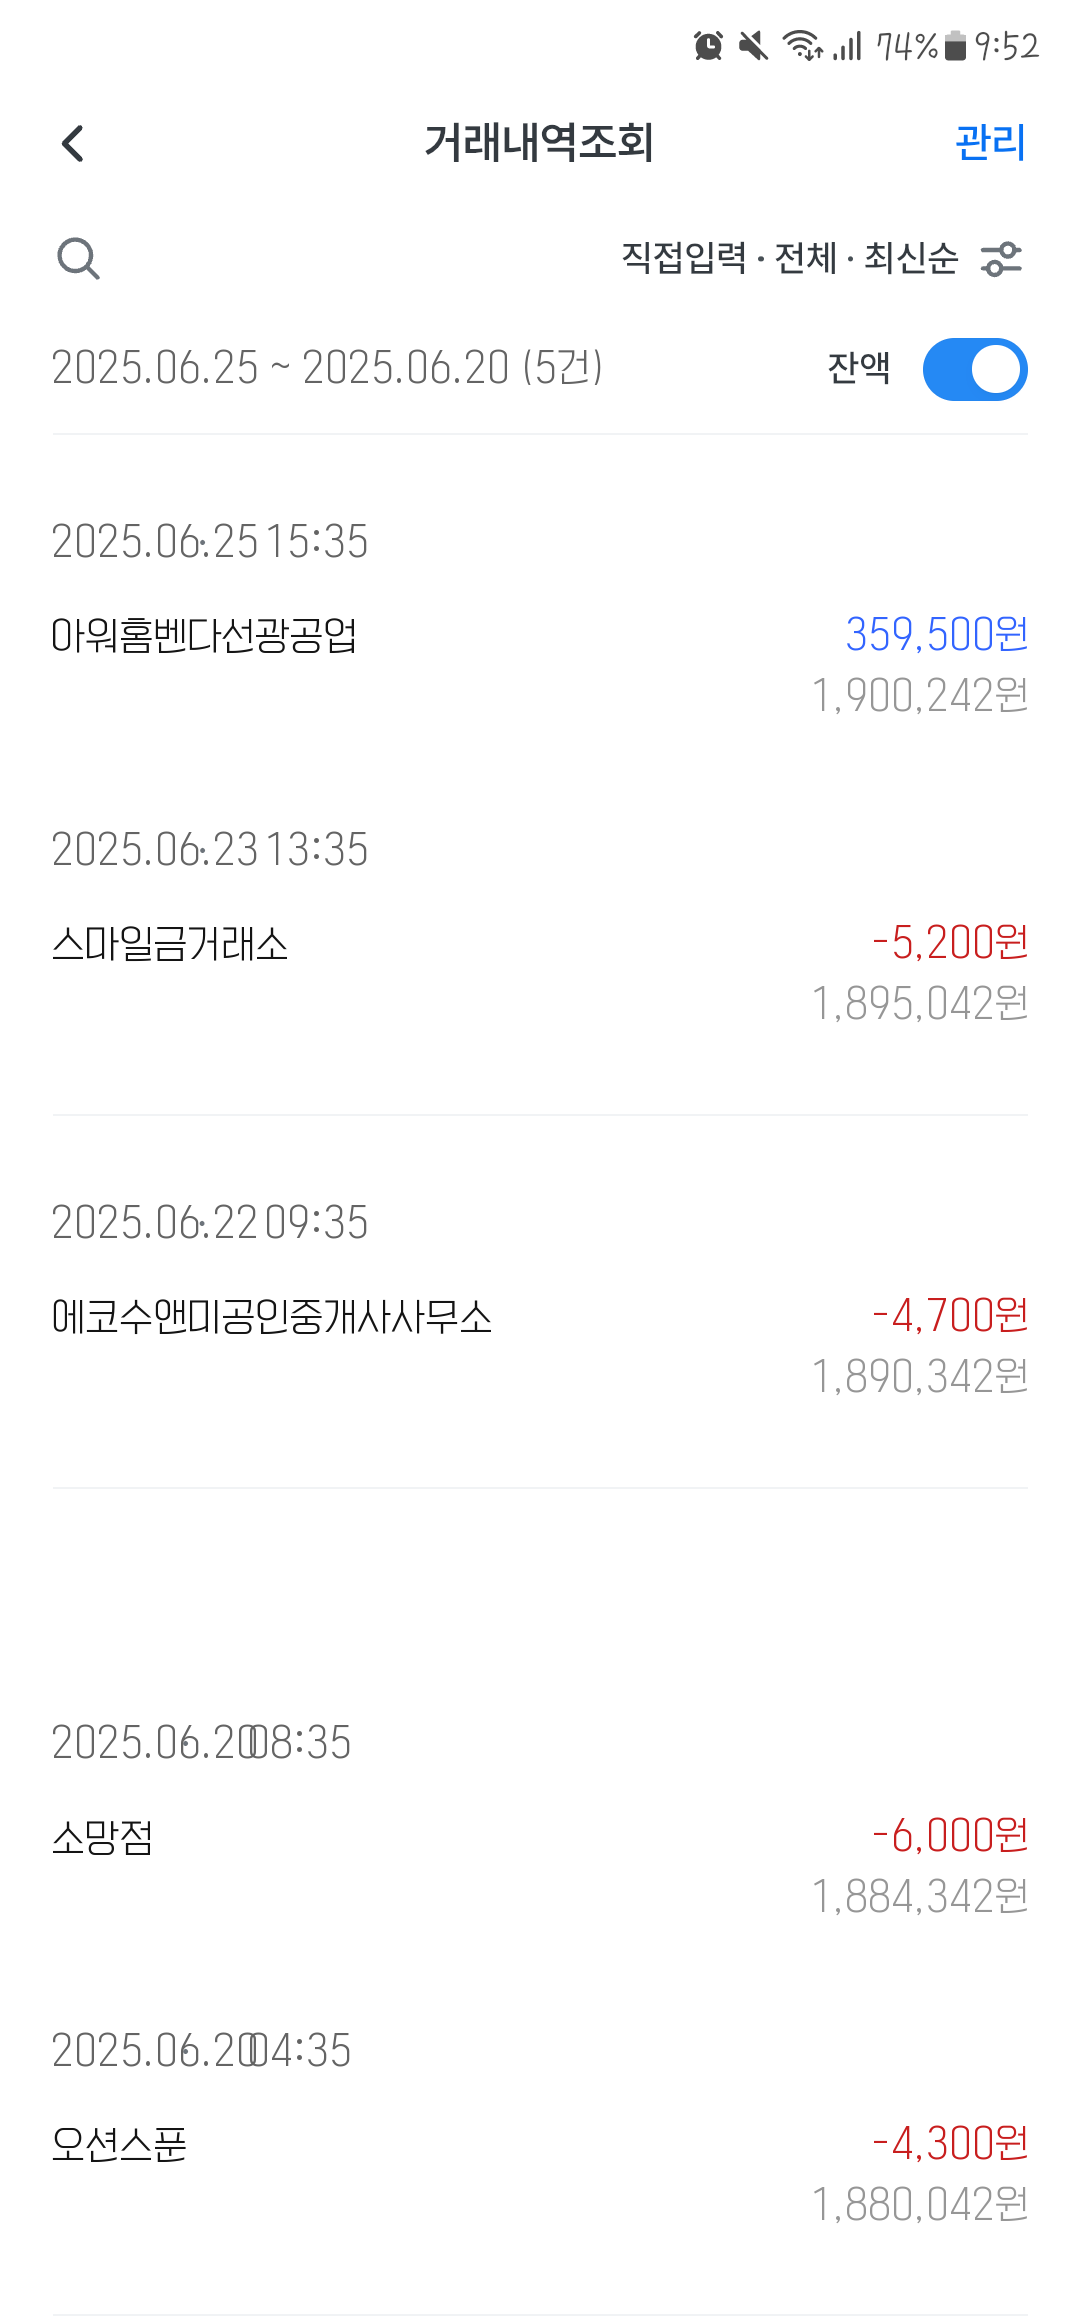 74% 9:52
거래내역조회 관리
직접입력 · 전체 · 최신순
2025.06.25 ~ 2025.06.20 (5건) 잔액
2025.06.25 15:35
아워홈벤다선광공업 359,500원
1,900,242원
2025.06.23 13:35
스마일금거래소 -5,200원
1,895,042원
2025.06.22 09:35
에코수앤미공인중개사사무소 -4,700원
1,890,342원
2025.06.20 08:35
소망점 -6,000원
1,884,342원
2025.06.20 04:35
오션스푼 -4,300원
1,880,042원